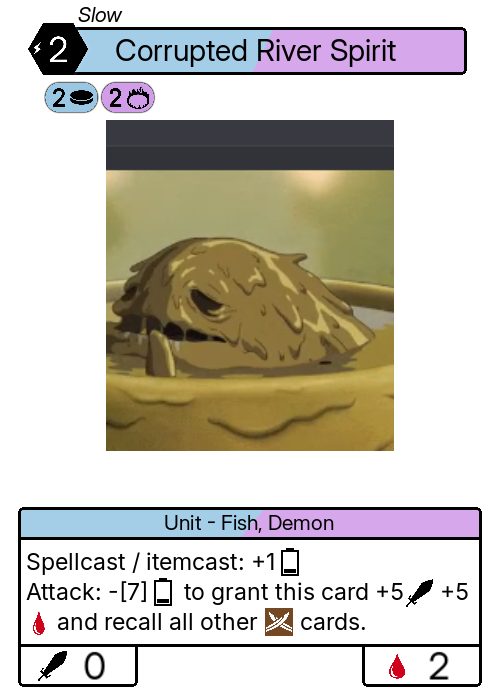 Slow
2 Corrupted River Spirit
2 2
Unit - Fish, Demon
Spellcast / itemcast: +1
Attack: -[7] to grant this card +5 +5
and recall all other cards.
0 2